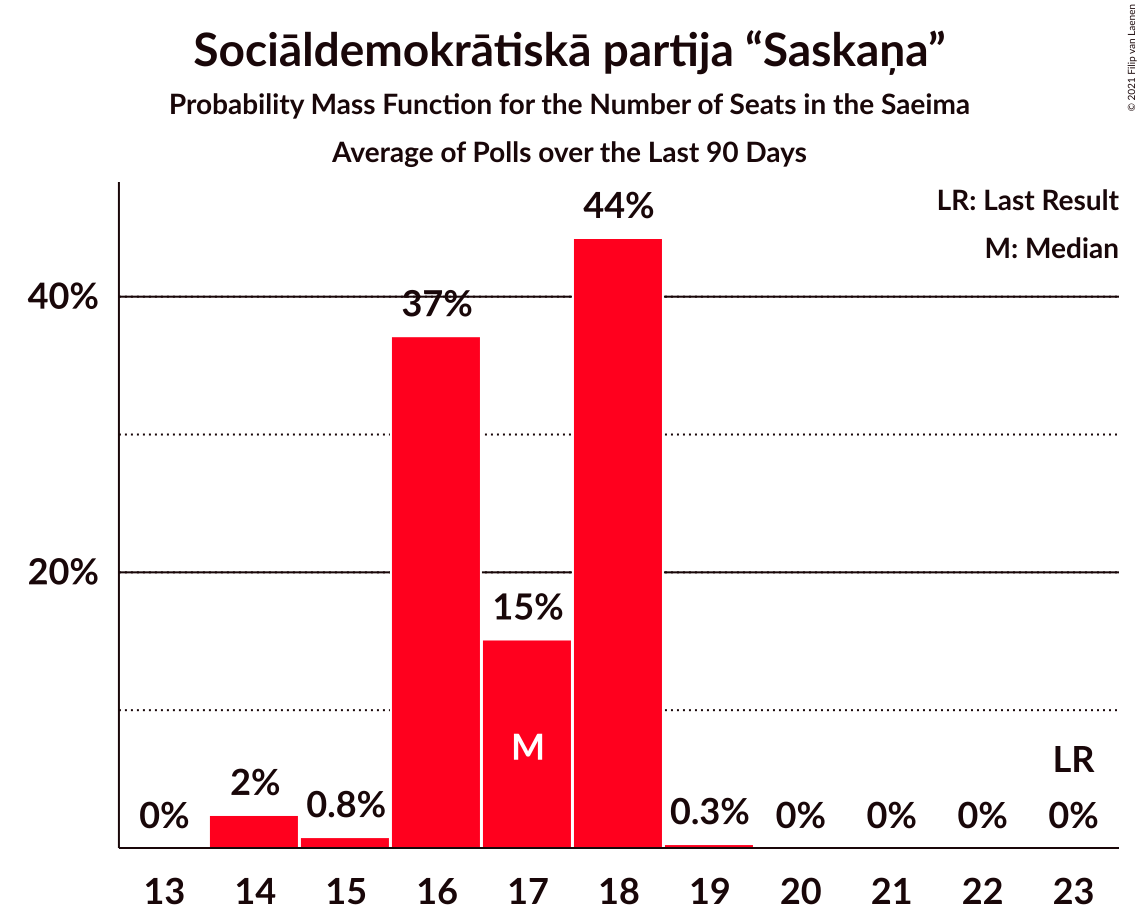 Sociāldemokrātiskā partija “Saskaņa”
Probability Mass Function for the Number of Seats in the Saeima
Average of Polls over the Last 90 Days
© 2021 Filip van Laenen
LR: Last Result
M: Median
40%
20%
0%
2%
0.8%
37%
15%
44%
0.3%
0%
0%
0%
0%
M
LR
13 14 15 16 17 18 19 20 21 22 23